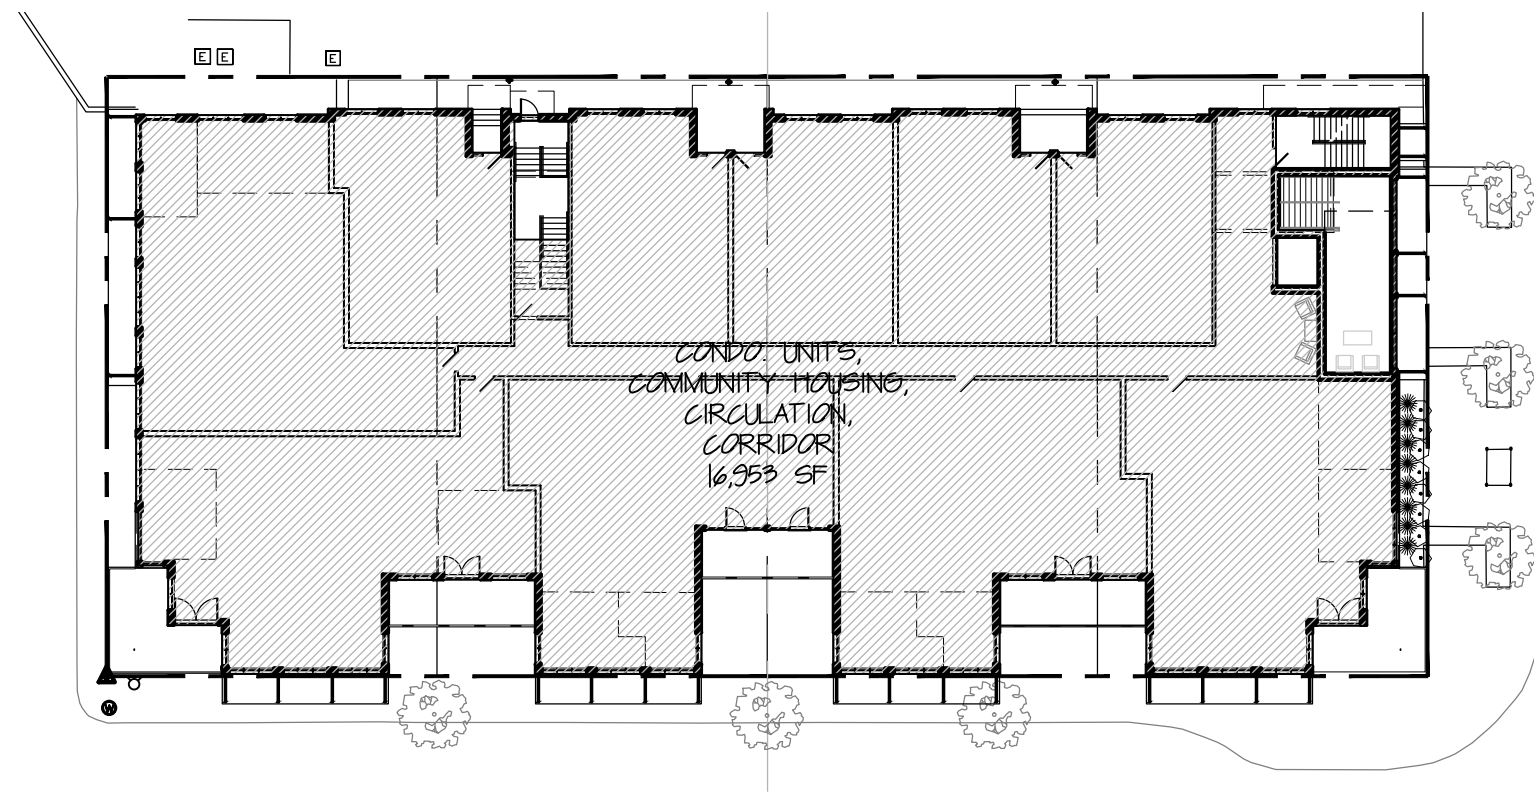 E E
E
CONDO. UNITS,
COMMUNITY HOUSING,
CIRCULATION,
CORRIDOR
16,953 SF